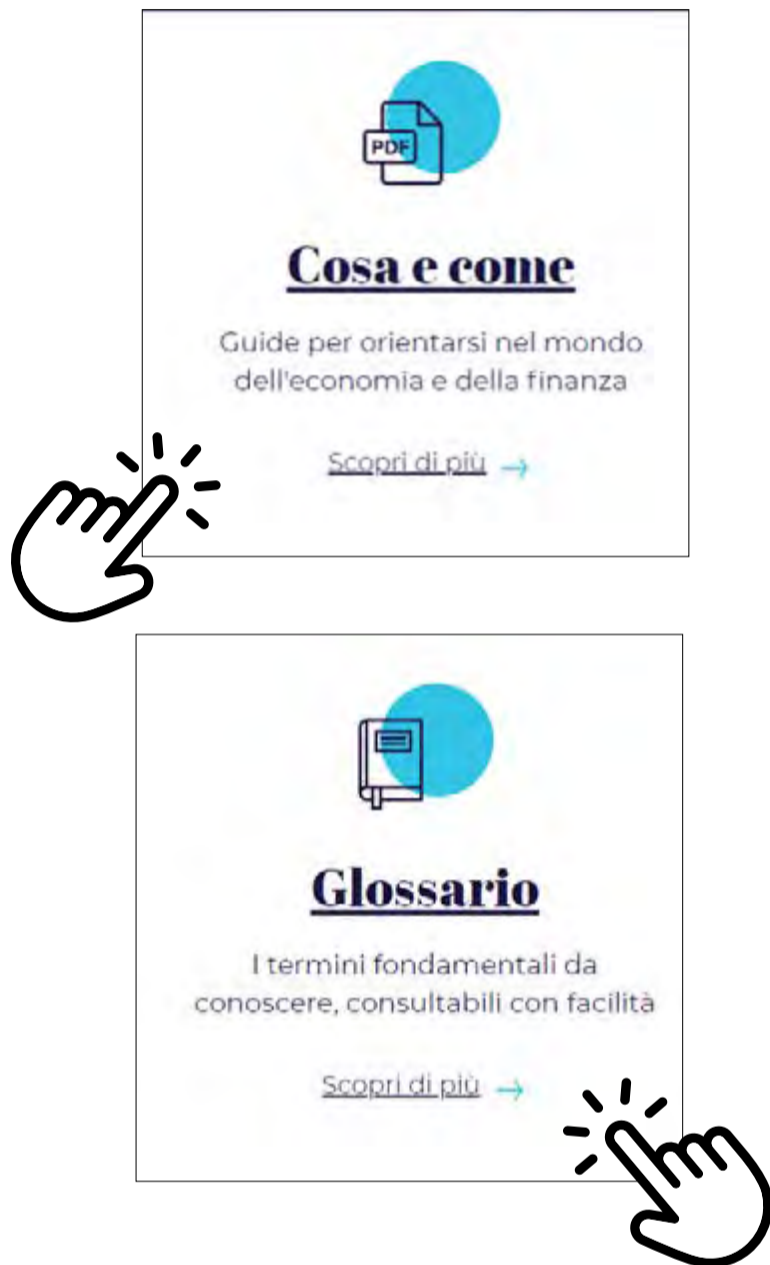 PDF
Cosa e come
Guide per orientarsi nel mondo
dell'economia e della finanza
Scopri di più →
Glossario
I termini fondamentali da
conoscere, consultabili con facilità
Scopri di più →